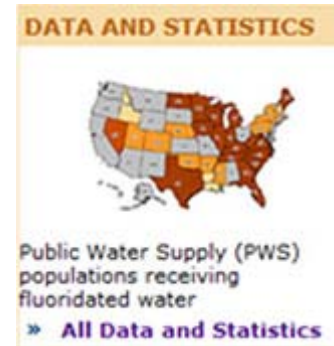 DATA AND STATISTICS
Public Water Supply (PWS)
populations receiving
fluoridated water
» All Data and Statistics